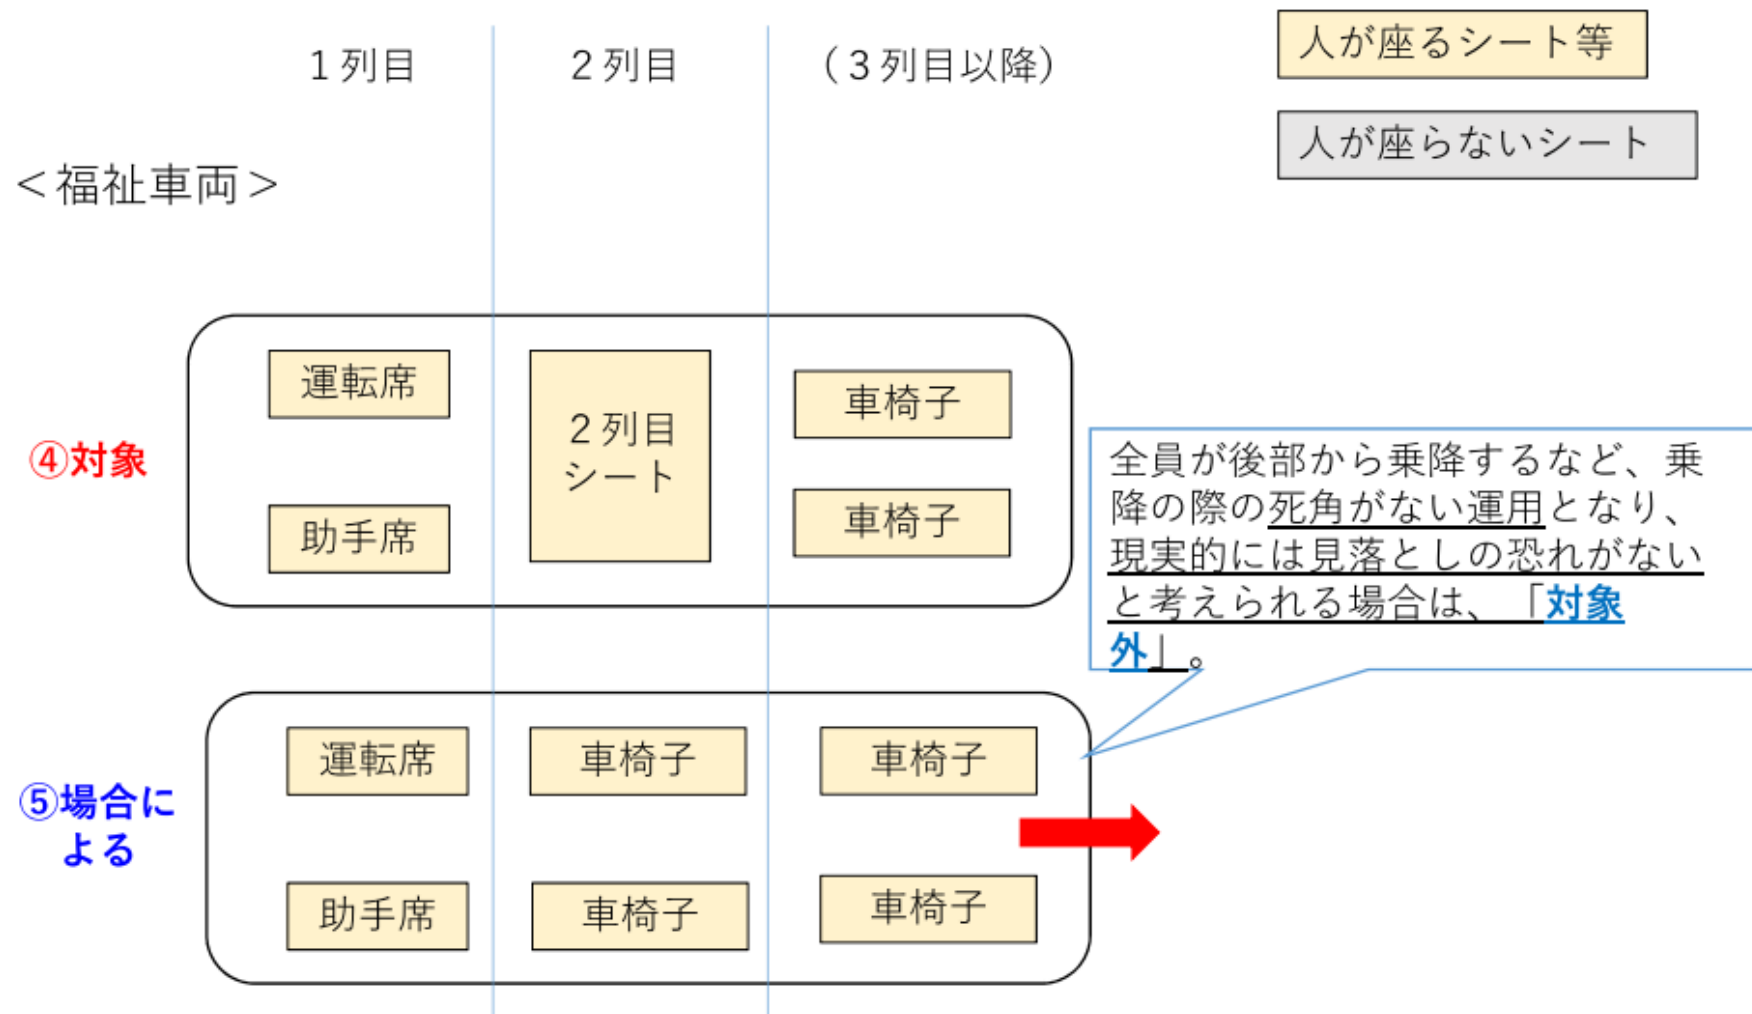 1列目
2列目
（3列目以降）
人が座るシート等
人が座らないシート
＜福祉車両＞
④対象
運転席
助手席
2列目
シート
車椅子
車椅子
全員が後部から乗降するなど、乗
降の際の死角がない運用となり、
現実的には見落としの恐れがない
と考えられる場合は、「対象
外」。
⑤場合に
よる
運転席
助手席
車椅子
車椅子
車椅子
車椅子